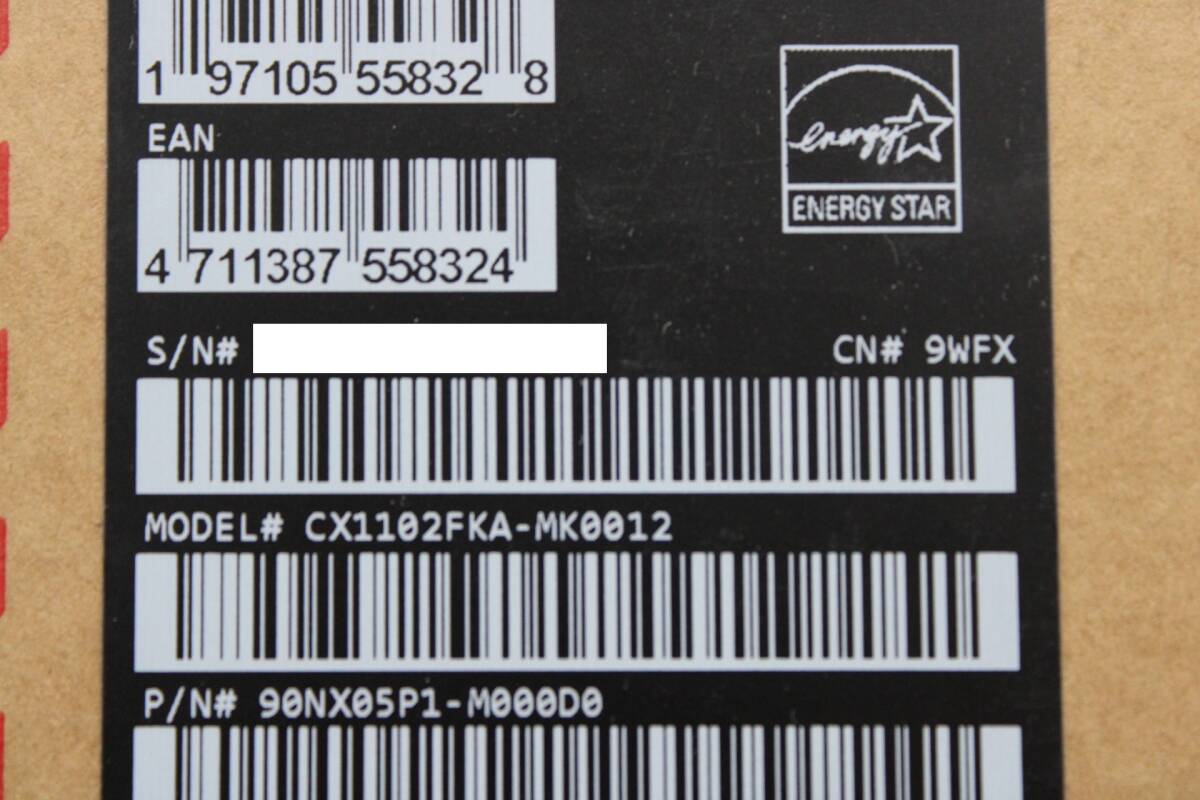 1 97105 55832 8
EAN
4 711387 558324
energy
ENERGY STAR
S/N#
CN# 9WFX
MODEL# CX1102FKA-MK0012
P/N# 90NX05P1-M000D0